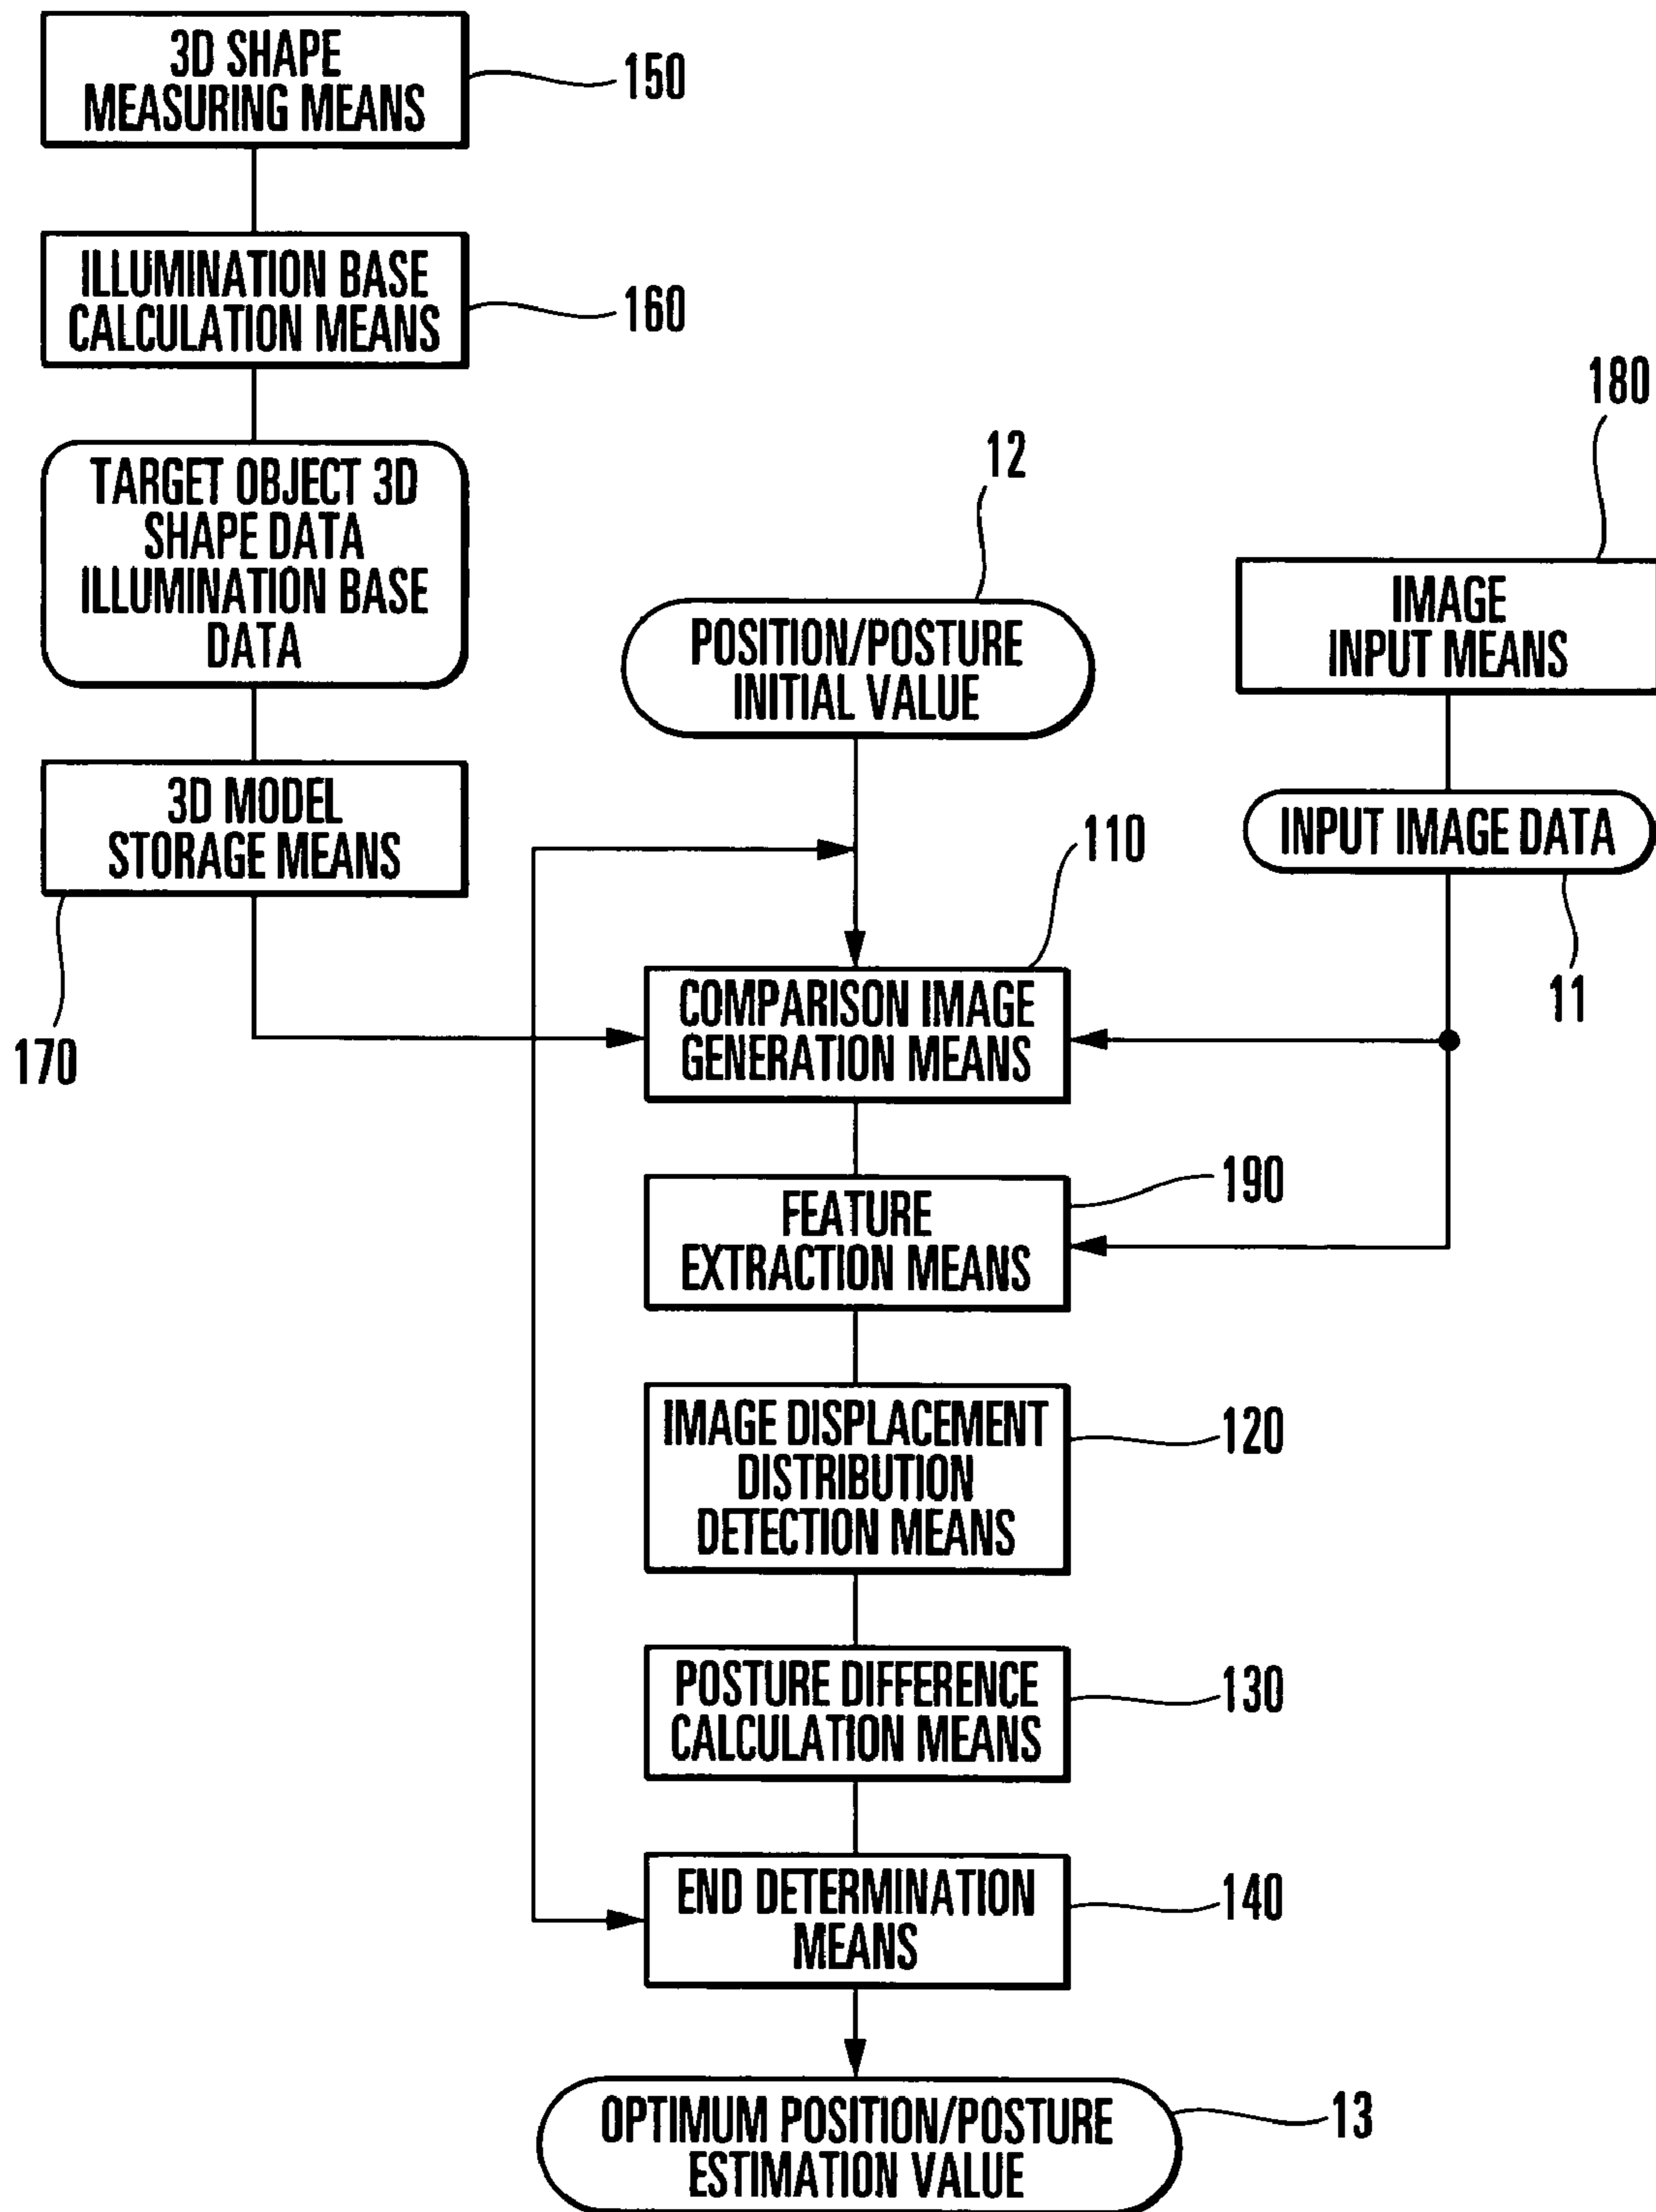 3D SHAPE
MEASURING MEANS
150
ILLUMINATION BASE
CALCULATION MEANS
160
TARGET OBJECT 3D
SHAPE DATA
ILLUMINATION BASE
DATA
3D MODEL
STORAGE MEANS
170
12
POSITION/POSTURE
INITIAL VALUE
180
IMAGE
INPUT MEANS
INPUT IMAGE DATA
11
110
COMPARISON IMAGE
GENERATION MEANS
190
FEATURE
EXTRACTION MEANS
IMAGE DISPLACEMENT
DISTRIBUTION
DETECTION MEANS
120
POSTURE DIFFERENCE
CALCULATION MEANS
130
END DETERMINATION
MEANS
140
OPTIMUM POSITION/POSTURE
ESTIMATION VALUE
13